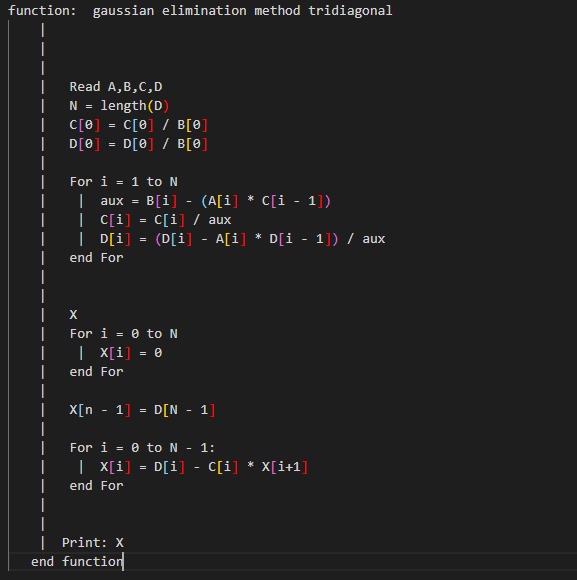 function:  gaussian elimination method tridiagonal
|
|
|
|   Read A,B,C,D
|   N = length(D)
|   C[0] = C[0] / B[0]
|   D[0] = D[0] / B[0]
|
|   For i = 1 to N
|    |  aux = B[i] - (A[i] * C[i - 1])
|    |  C[i] = C[i] / aux
|    |  D[i] = (D[i] - A[i] * D[i - 1]) / aux
|   end For
|
|
|   X
|   For i = 0 to N
|    |  X[i] = 0
|   end For
|
|   X[n - 1] = D[N - 1]
|
|   For i = 0 to N - 1:
|    |  X[i] = D[i] - C[i] * X[i+1]
|   end For
|
|
|  Print: X
end function